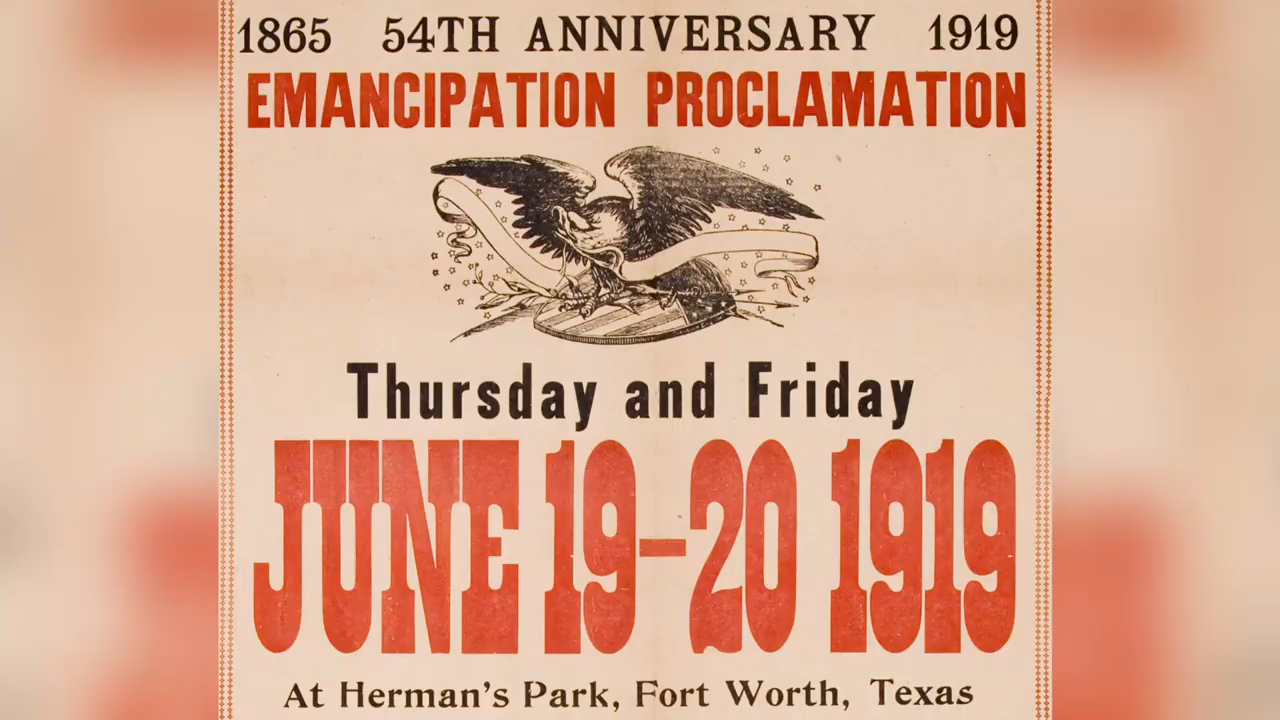 1865 54TH ANNIVERSARY 1919
EMANCIPATION PROCLAMATION
Thursday and Friday
JUNE 19-20 1919
At Herman's Park, Fort Worth, Texas